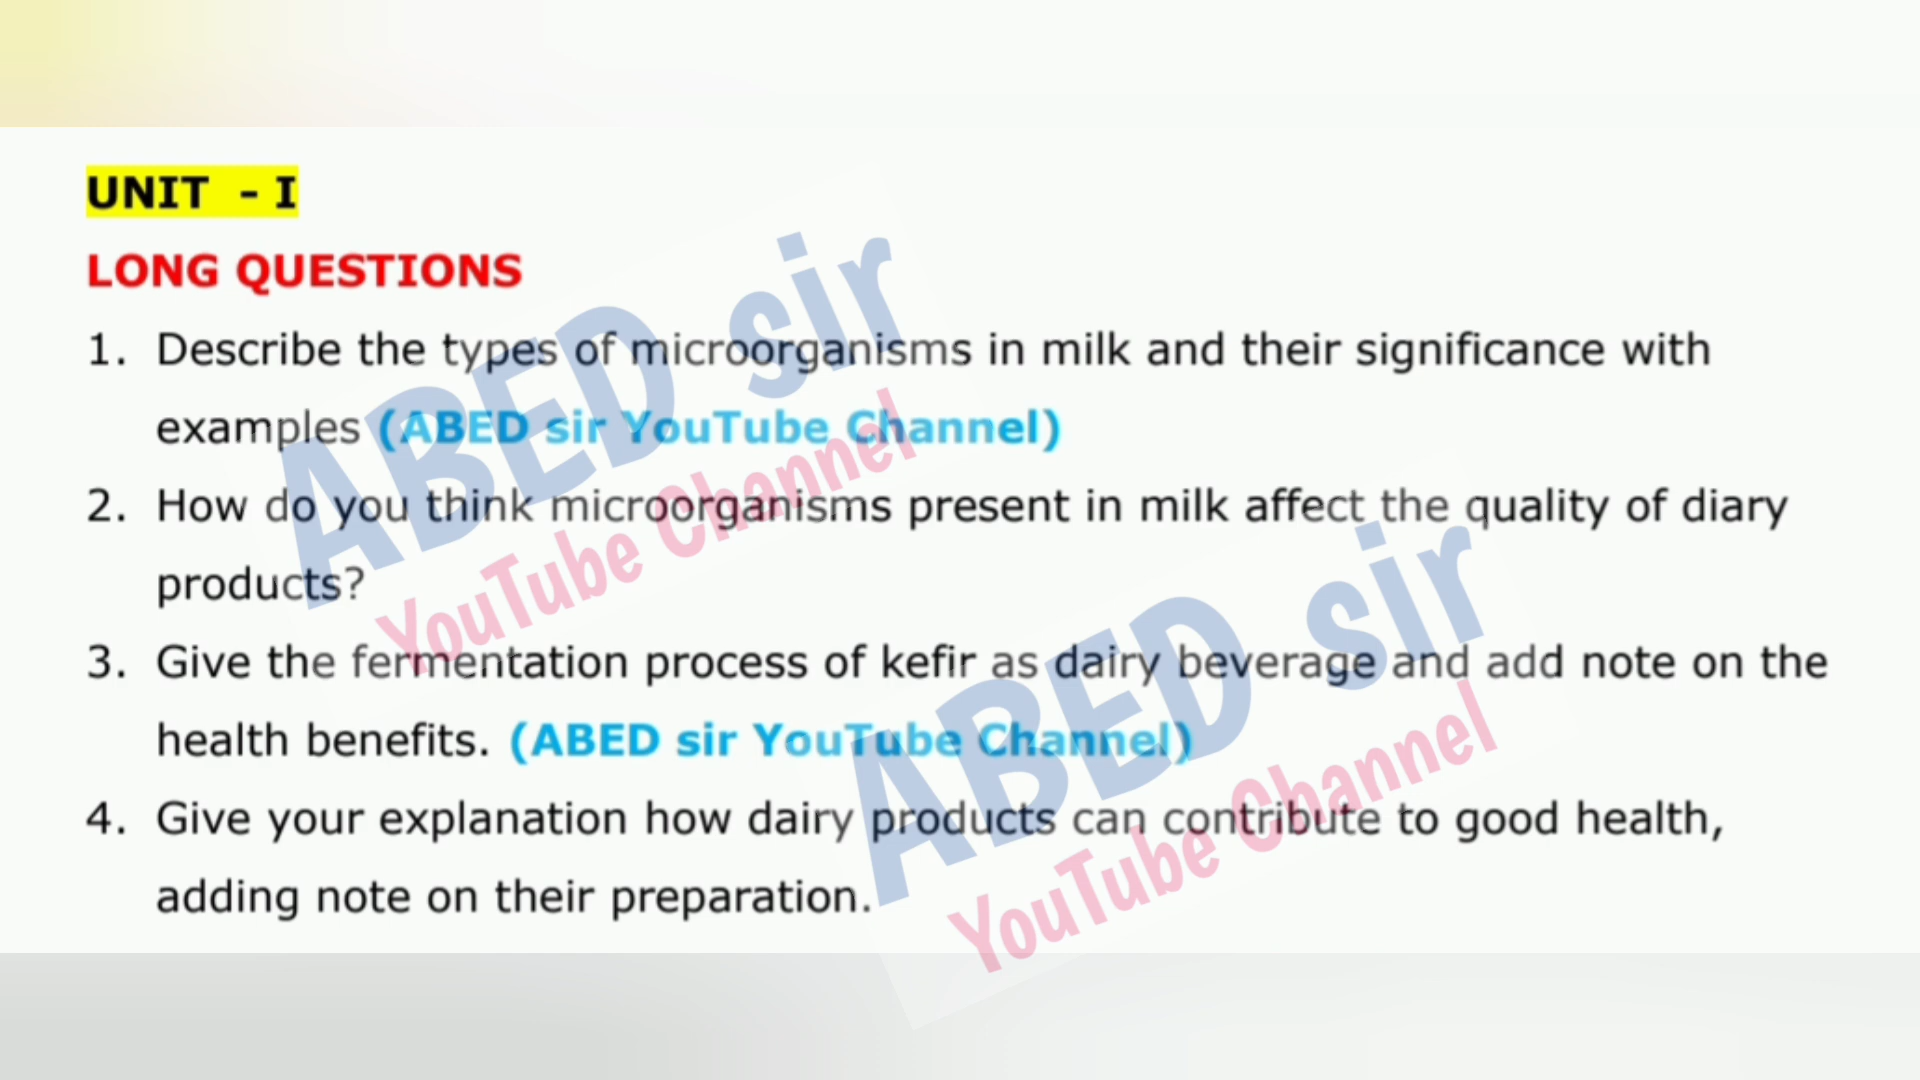 UNIT - I
LONG QUESTIONS
1. Describe the types of microorganisms in milk and their significance with
examples (ABED sir YouTube Channel)
2. How do you think microorganisms present in milk affect the quality of diary
products?
3. Give the fermentation process of kefir as dairy beverage and add note on the
health benefits. (ABED sir YouTube Channel)
4. Give your explanation how dairy products can contribute to good health,
adding note on their preparation.
ABED sir
YouTube Channel
ABED sir
YouTube Channel